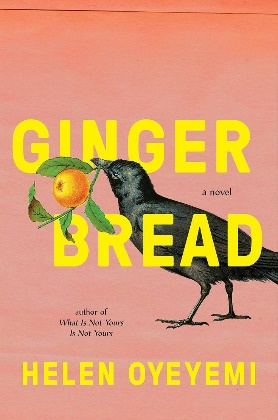 GINGER
a novel
BREAD
author of
What Is Not Yours
Is Not Yours
HELEN OYEYEMI